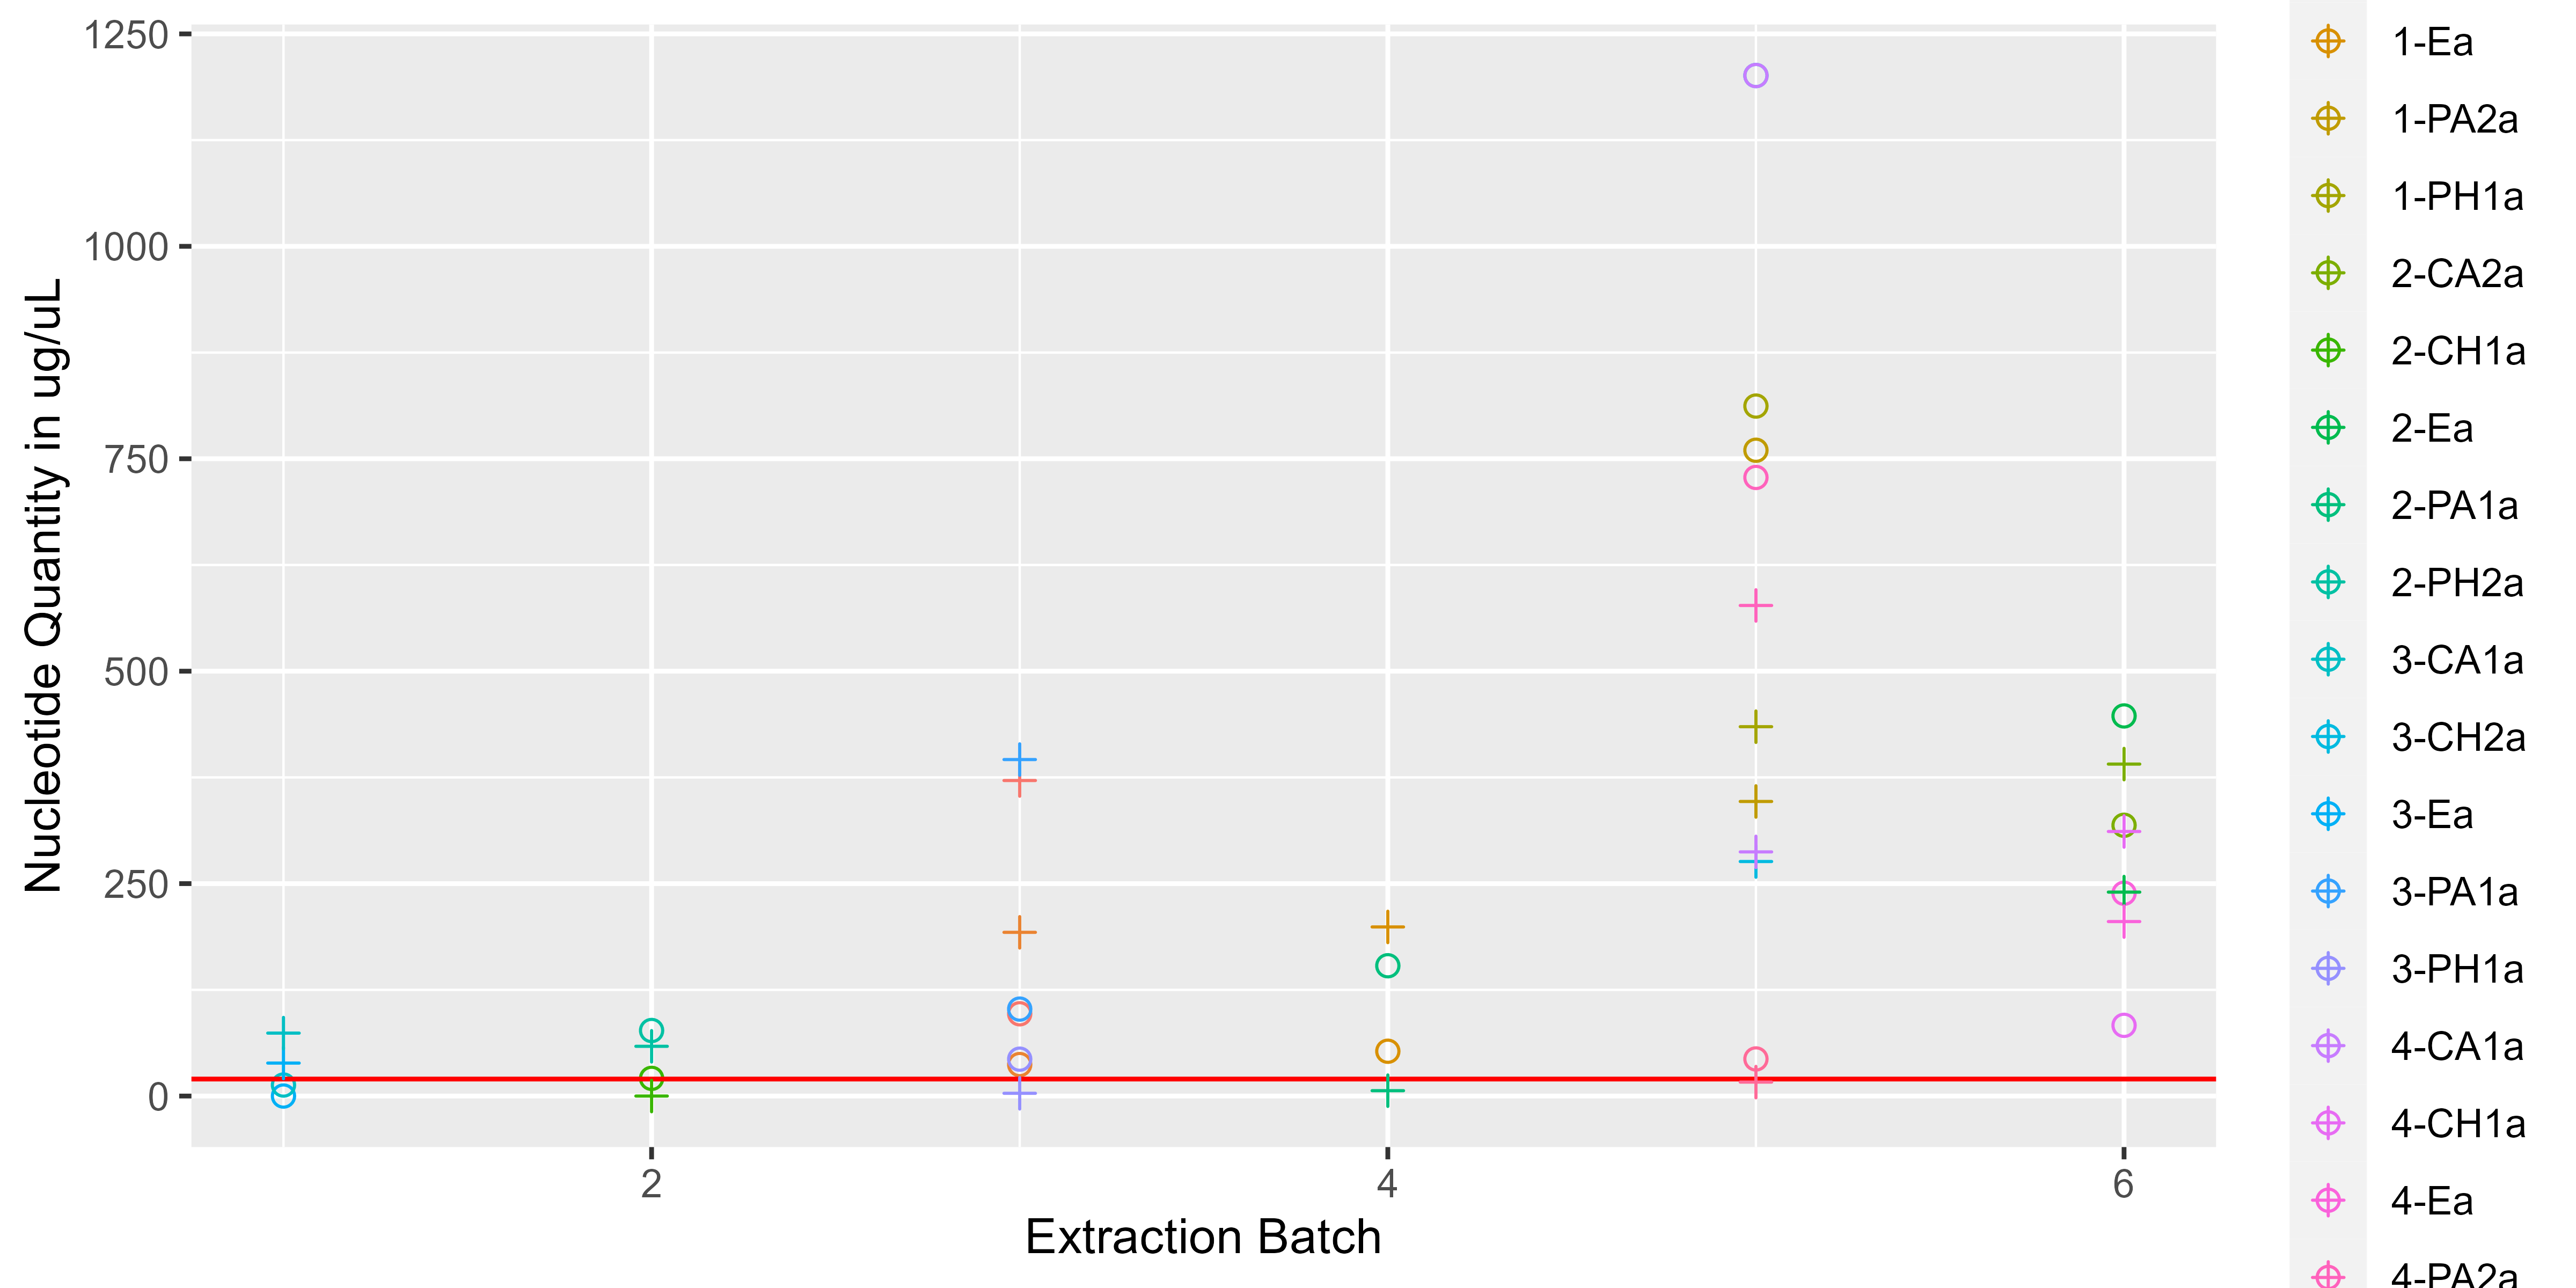 1250
1000
750
500
250
0
Nucleotide Quantity in ug/uL
2
4
6
Extraction Batch
1-Ea
1-PA2a
1-PH1a
2-CA2a
2-CH1a
2-Ea
2-PA1a
2-PH2a
3-CA1a
3-CH2a
3-Ea
3-PA1a
3-PH1a
4-CA1a
4-CH1a
4-Ea
4-PA2a